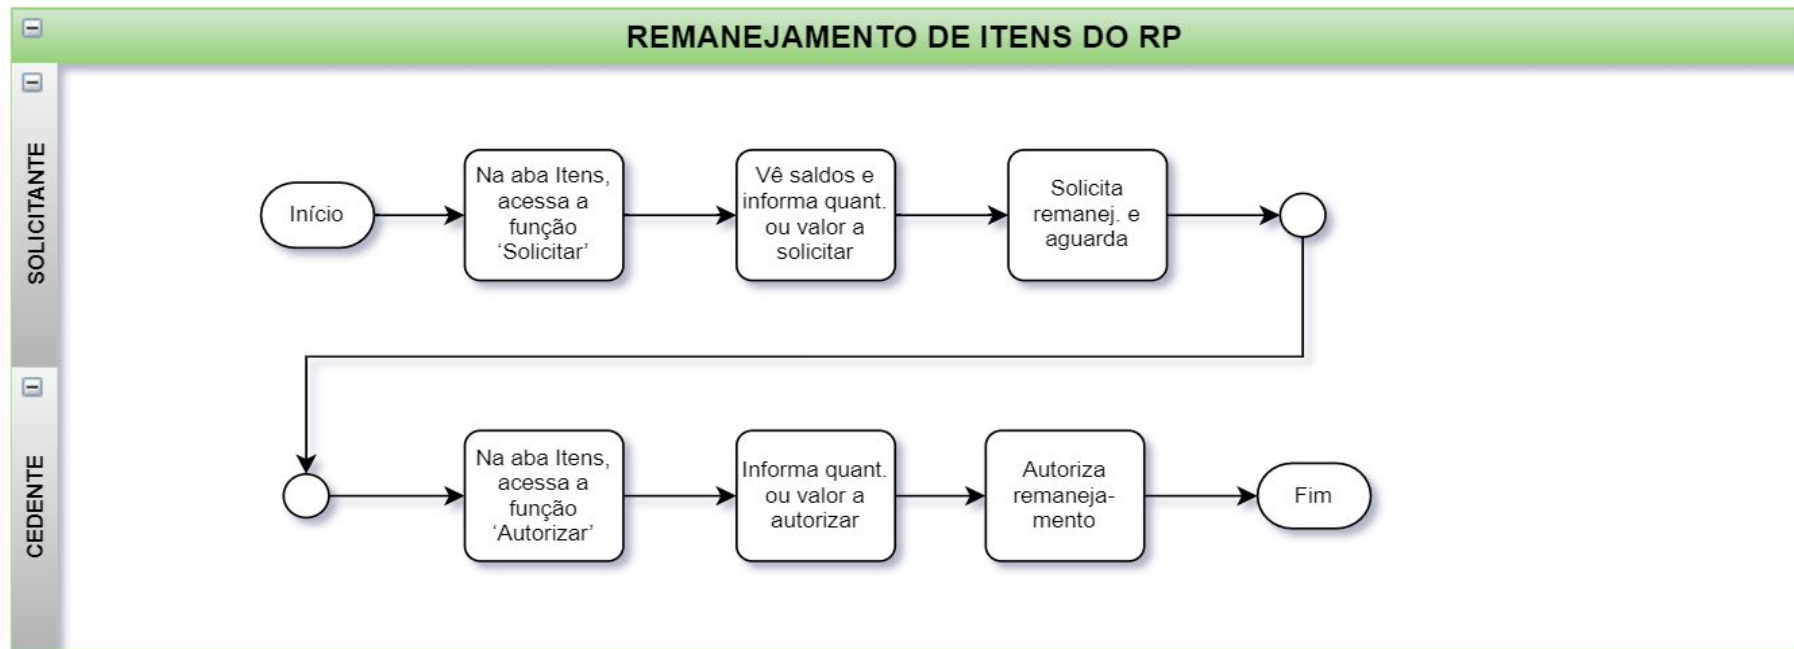 REMANEJAMENTO DE ITENS DO RP
SOLICITANTE
Início
Na aba Itens,
acessa a
função
‘Solicitar’
Vê saldos e
informa quant.
ou valor a
solicitar
Solicita
remanej. e
aguarda
CEDENTE
Na aba Itens,
acessa a
função
‘Autorizar’
Informa quant.
ou valor a
autorizar
Autoriza
remaneja-
mento
Fim